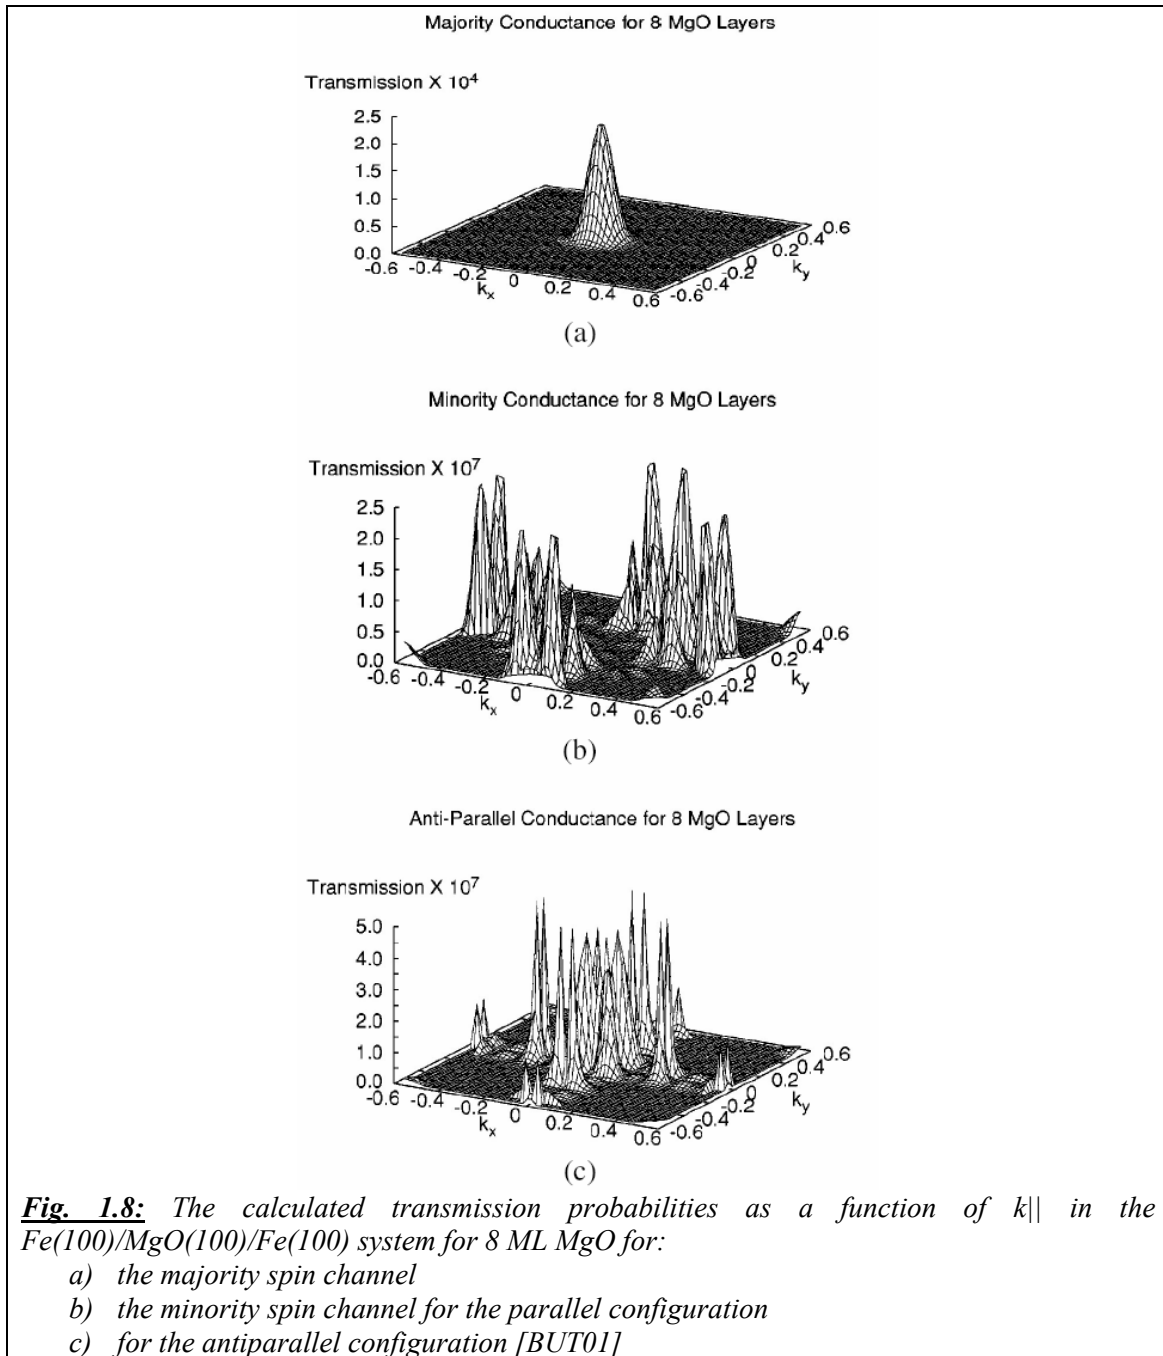 Majority Conductance for 8 MgO Layers
Transmission X 10⁴
2.5
2.0
1.5
1.0
0.5
0.0
-0.6 -0.4 -0.2 0 0.2 0.4 0.6
kₓ
-0.6 -0.4 -0.2 0 0.2 0.4 0.6
k_y
(a)
Minority Conductance for 8 MgO Layers
Transmission X 10⁷
2.5
2.0
1.5
1.0
0.5
0.0
-0.6 -0.4 -0.2 0 0.2 0.4 0.6
kₓ
-0.6 -0.4 -0.2 0 0.2 0.4 0.6
k_y
(b)
Anti-Parallel Conductance for 8 MgO Layers
Transmission X 10⁷
5.0
4.0
3.0
2.0
1.0
0.0
-0.6 -0.4 -0.2 0 0.2 0.4 0.6
kₓ
-0.6 -0.4 -0.2 0 0.2 0.4 0.6
k_y
(c)
Fig. 1.8: The calculated transmission probabilities as a function of k|| in the
Fe(100)/MgO(100)/Fe(100) system for 8 ML MgO for:
a) the majority spin channel
b) the minority spin channel for the parallel configuration
c) for the antiparallel configuration [BUT01]